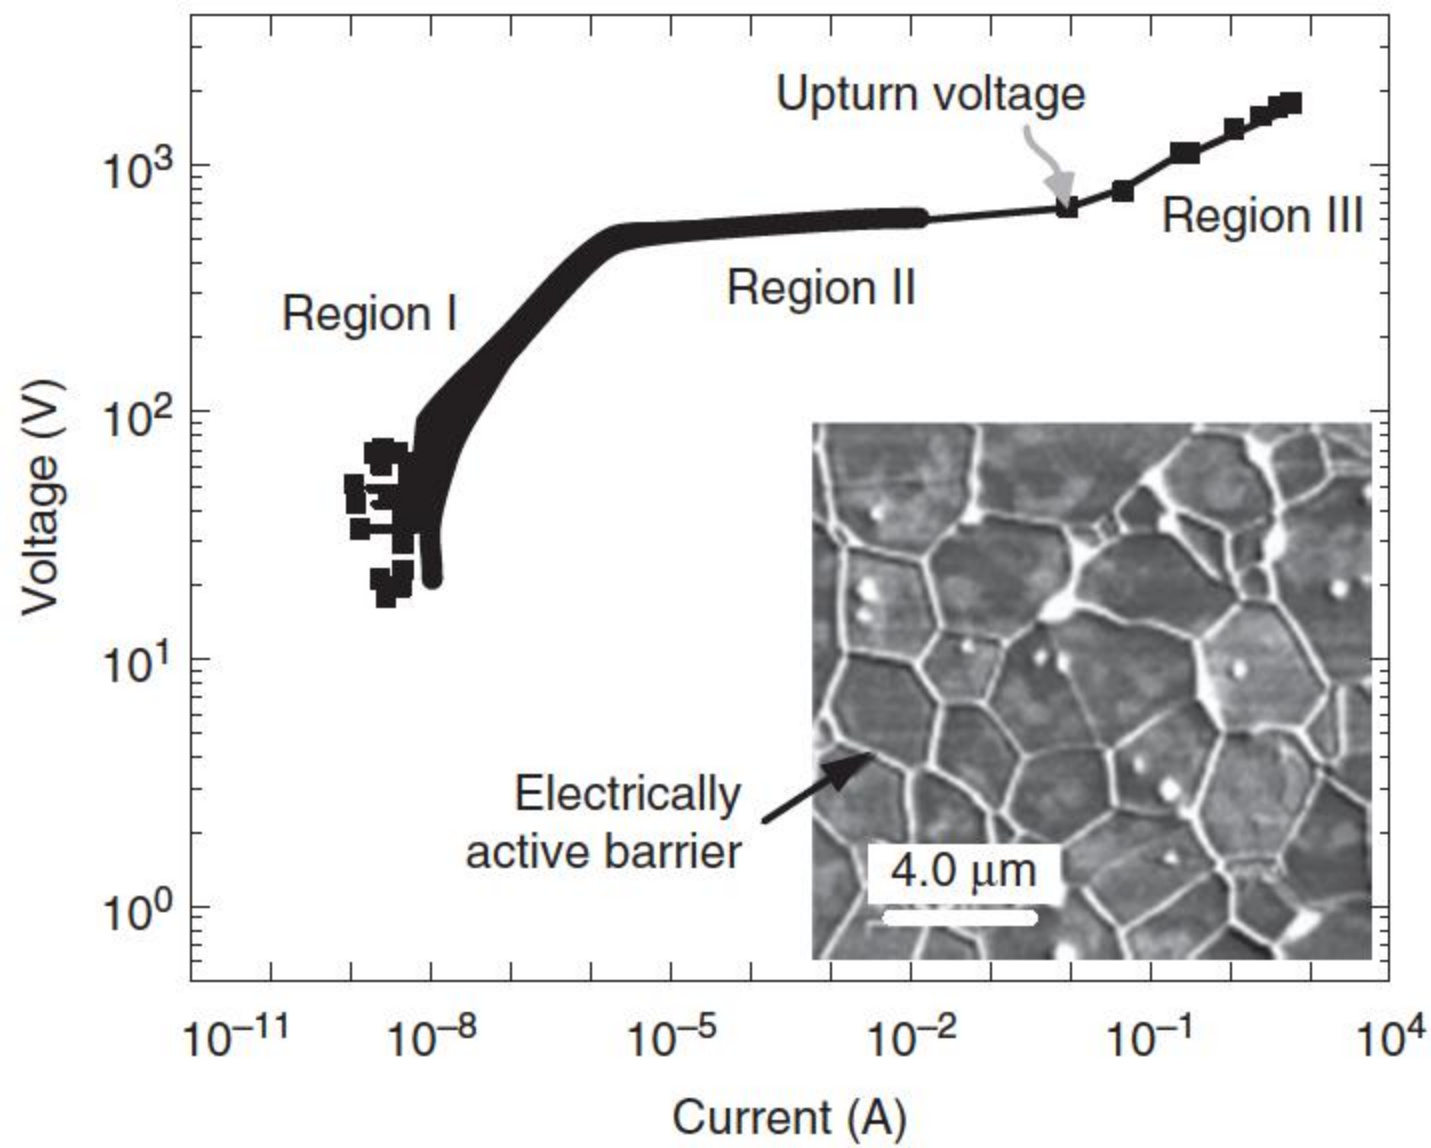 Upturn voltage
10³
Region III
Region II
Region I
10²
Voltage (V)
10¹
Electrically
active barrier
4.0 μm
10⁰
10⁻¹¹ 10⁻⁸ 10⁻⁵ 10⁻² 10⁻¹ 10⁴
Current (A)